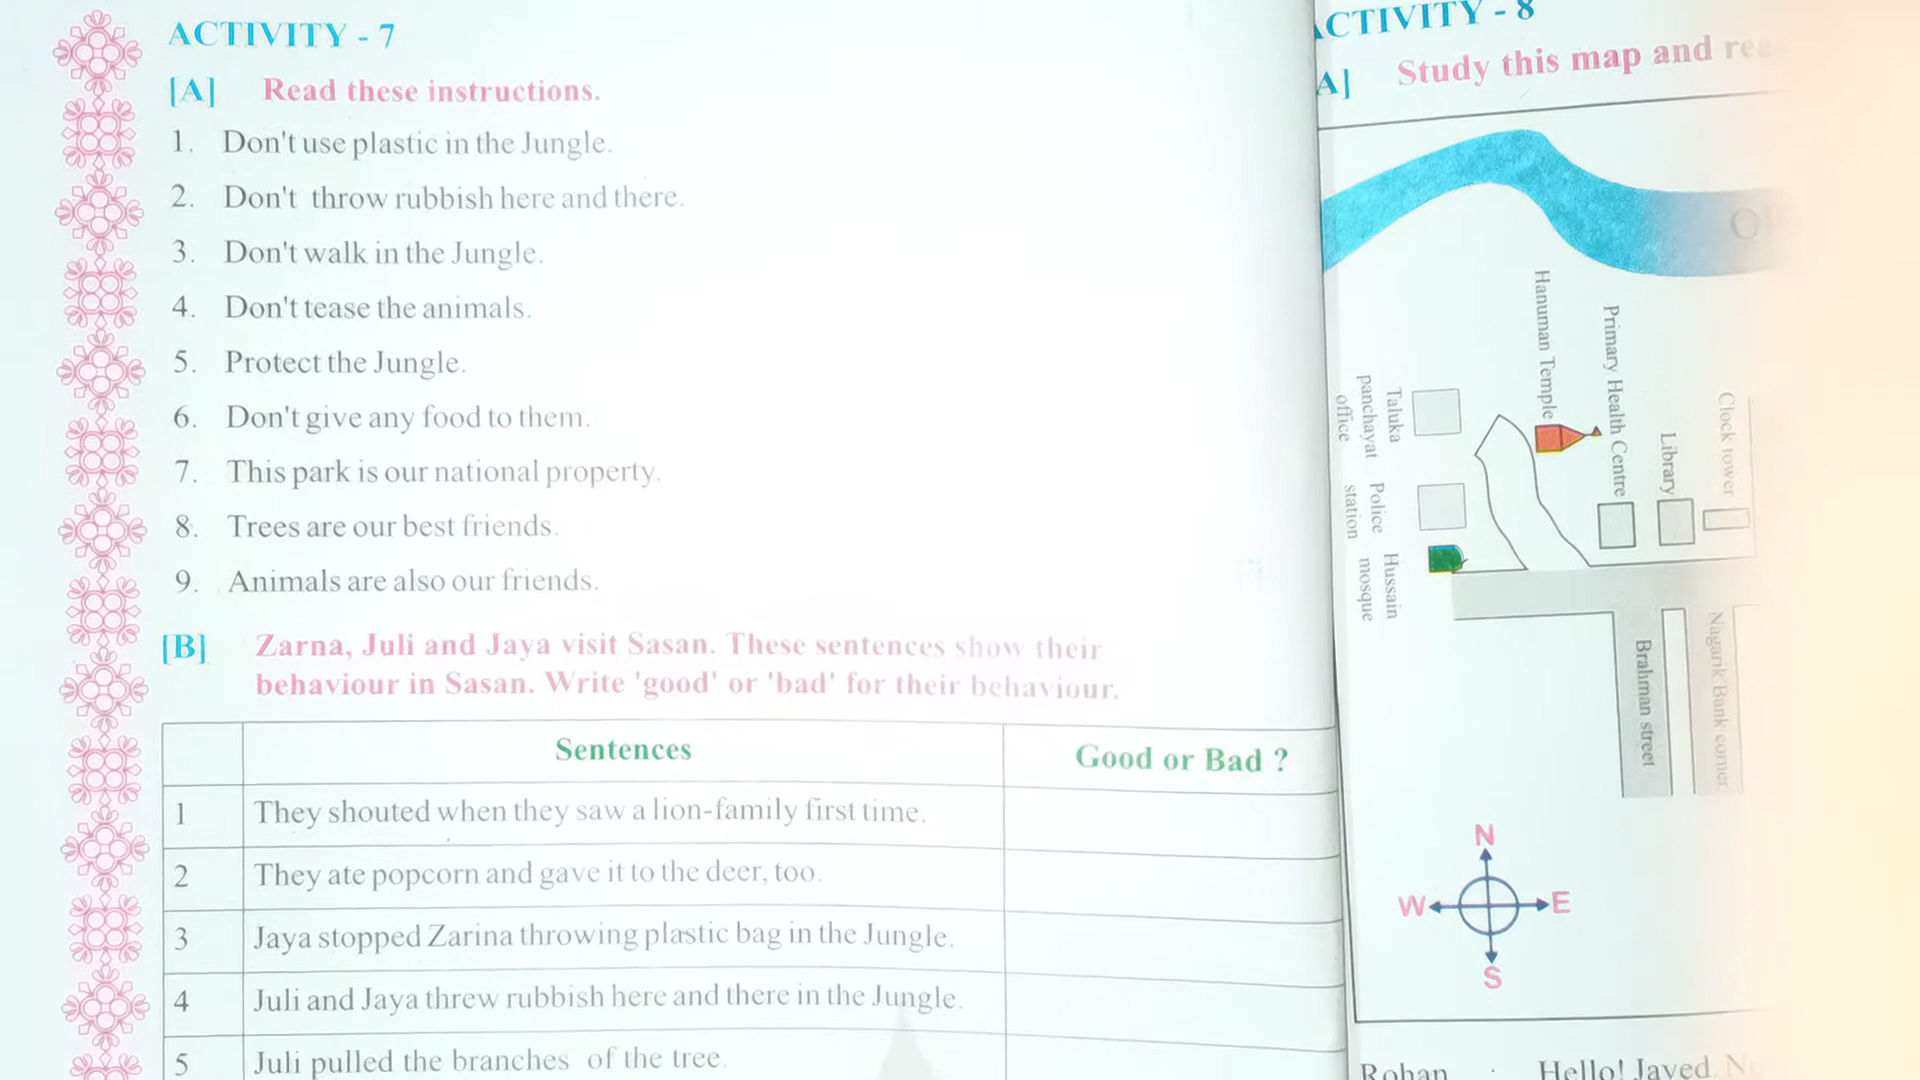 ACTIVITY - 7
[A] Read these instructions.
1. Don't use plastic in the Jungle.
2. Don't throw rubbish here and there.
3. Don't walk in the Jungle.
4. Don't tease the animals.
5. Protect the Jungle.
6. Don't give any food to them.
7. This park is our national property.
8. Trees are our best friends.
9. Animals are also our friends.
[B] Zarna, Juli and Jaya visit Sasan. These sentences show their
behaviour in Sasan. Write 'good' or 'bad' for their behaviour.
Sentences Good or Bad ?
1 They shouted when they saw a lion-family first time.
2 They ate popcorn and gave it to the deer, too.
3 Jaya stopped Zarina throwing plastic bag in the Jungle.
4 Juli and Jaya threw rubbish here and there in the Jungle.
5 Juli pulled the branches of the tree.
ACTIVITY - 8
A] Study this map and
Hanuman Temple
Primary Health Centre
Library
Clock tower
Taluka
panchayat
office
Police
station
Hussain
mosque
Brahman street
Nagarik Bank corner
N
W E
S
Rohan : Hello! Javed.